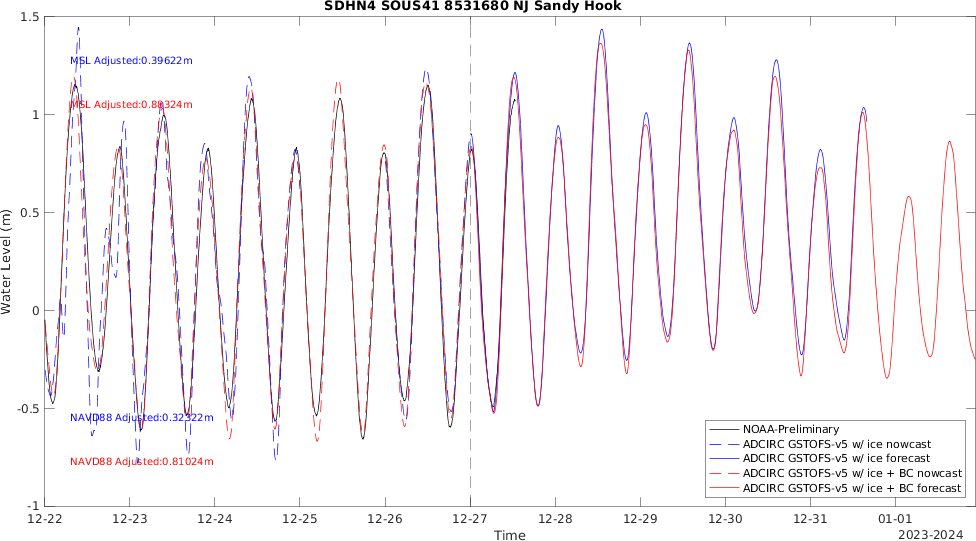 SDHN4 SOUS41 8531680 NJ Sandy Hook
1.5
MSL Adjusted:0.39622m
MSL Adjusted:0.88324m
1
0.5
Water Level (m)
0
-0.5
NAVD88 Adjusted:0.32322m
NAVD88 Adjusted:0.81024m
NOAA-Preliminary
ADCIRC GSTOFS-v5 w/ ice nowcast
ADCIRC GSTOFS-v5 w/ ice forecast
ADCIRC GSTOFS-v5 w/ ice + BC nowcast
ADCIRC GSTOFS-v5 w/ ice + BC forecast
-1
12-22 12-23 12-24 12-25 12-26 12-27 12-28 12-29 12-30 12-31 01-01
Time
2023-2024